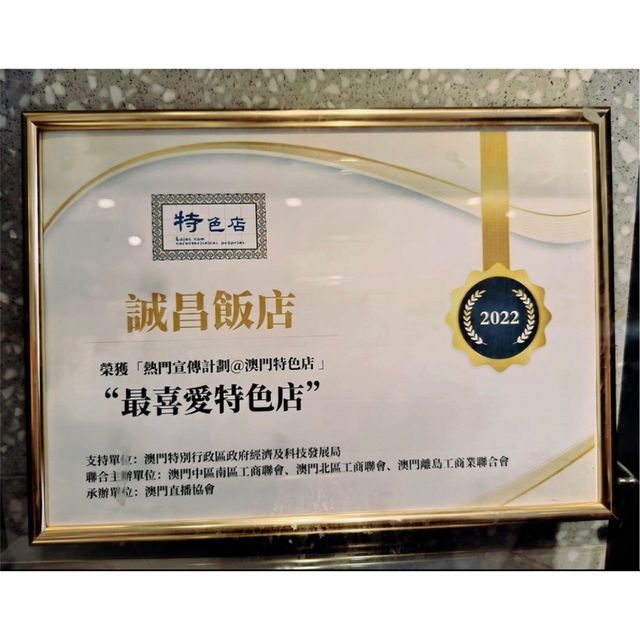 特色店
Lojas com
características próprias
誠昌飯店
榮獲「熱門宣傳計劃@澳門特色店」
“最喜愛特色店”
2022
支持單位：澳門特別行政區政府經濟及科技發展局
聯合主辦單位：澳門中區南區工商聯會、澳門北區工商聯會、澳門離島工商業聯合會
承辦單位：澳門直播協會